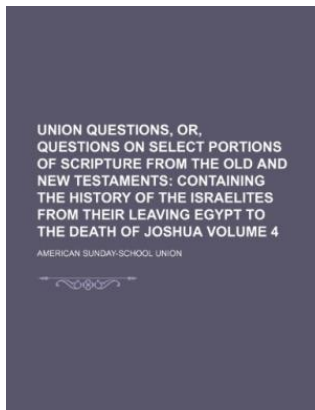 UNION QUESTIONS, OR,
QUESTIONS ON SELECT PORTIONS
OF SCRIPTURE FROM THE OLD AND
NEW TESTAMENTS: CONTAINING
THE HISTORY OF THE ISRAELITES
FROM THEIR LEAVING EGYPT TO
THE DEATH OF JOSHUA VOLUME 4
AMERICAN SUNDAY-SCHOOL UNION